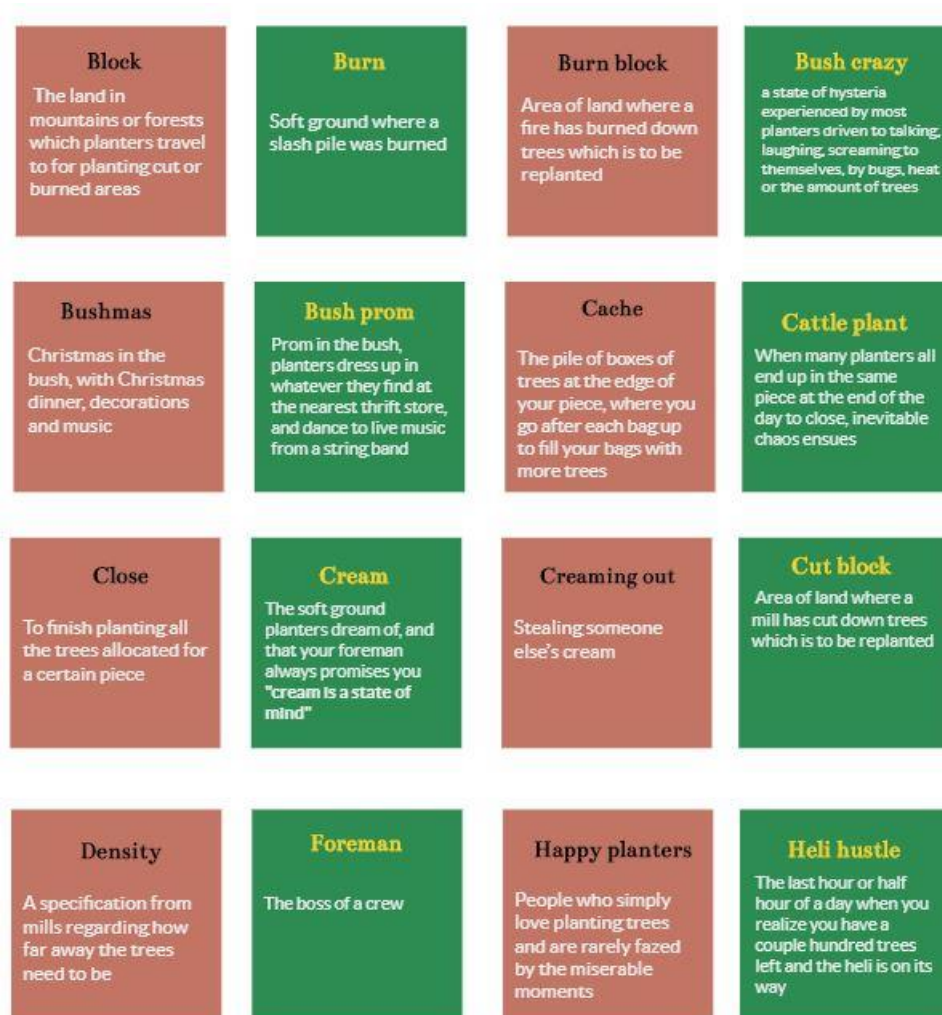 Block
The land in
mountains or forests
which planters travel
to for planting cut or
burned areas
Burn
Soft ground where a
slash pile was burned
Burn block
Area of land where a
fire has burned down
trees which is to be
replanted
Bush crazy
a state of hysteria
experienced by most
planters driven to talking,
laughing, screaming to
themselves, by bugs, heat
or the amount of trees
Bushmas
Christmas in the
bush, with Christmas
dinner, decorations
and music
Bush prom
Prom in the bush,
planters dress up in
whatever they find at
the nearest thrift store,
and dance to live music
from a string band
Cache
The pile of boxes of
trees at the edge of
your piece, where you
go after each bag up
to fill your bags with
more trees
Cattle plant
When many planters all
end up in the same
piece at the end of the
day to close, inevitable
chaos ensues
Close
To finish planting all
the trees allocated for
a certain piece
Cream
The soft ground
planters dream of, and
that your foreman
always promises you
"cream is a state of
mind"
Creaming out
Stealing someone
else's cream
Cut block
Area of land where a
mill has cut down trees
which is to be replanted
Density
A specification from
mills regarding how
far away the trees
need to be
Foreman
The boss of a crew
Happy planters
People who simply
love planting trees
and are rarely fazed
by the miserable
moments
Heli hustle
The last hour or half
hour of a day when you
realize you have a
couple hundred trees
left and the heli is on its
way